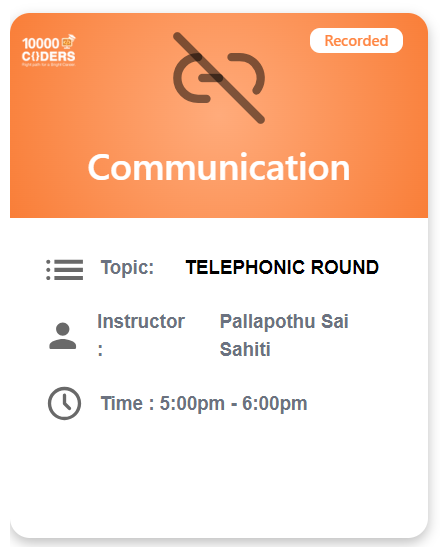 10000
CODERS
Recorded
Communication
Topic: TELEPHONIC ROUND
Instructor Pallapothu Sai
: Sahiti
Time : 5:00pm - 6:00pm